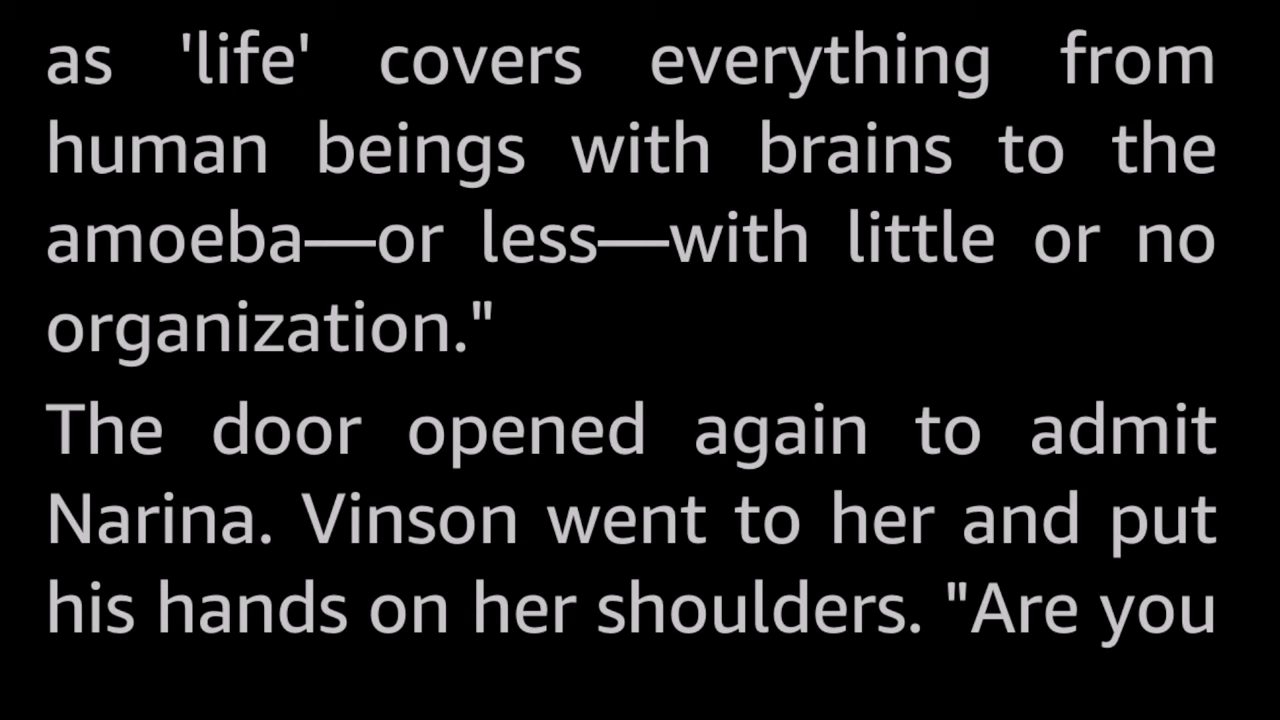 as 'life' covers everything from
human beings with brains to the
amoeba—or less—with little or no
organization."
The door opened again to admit
Narina. Vinson went to her and put
his hands on her shoulders. "Are you